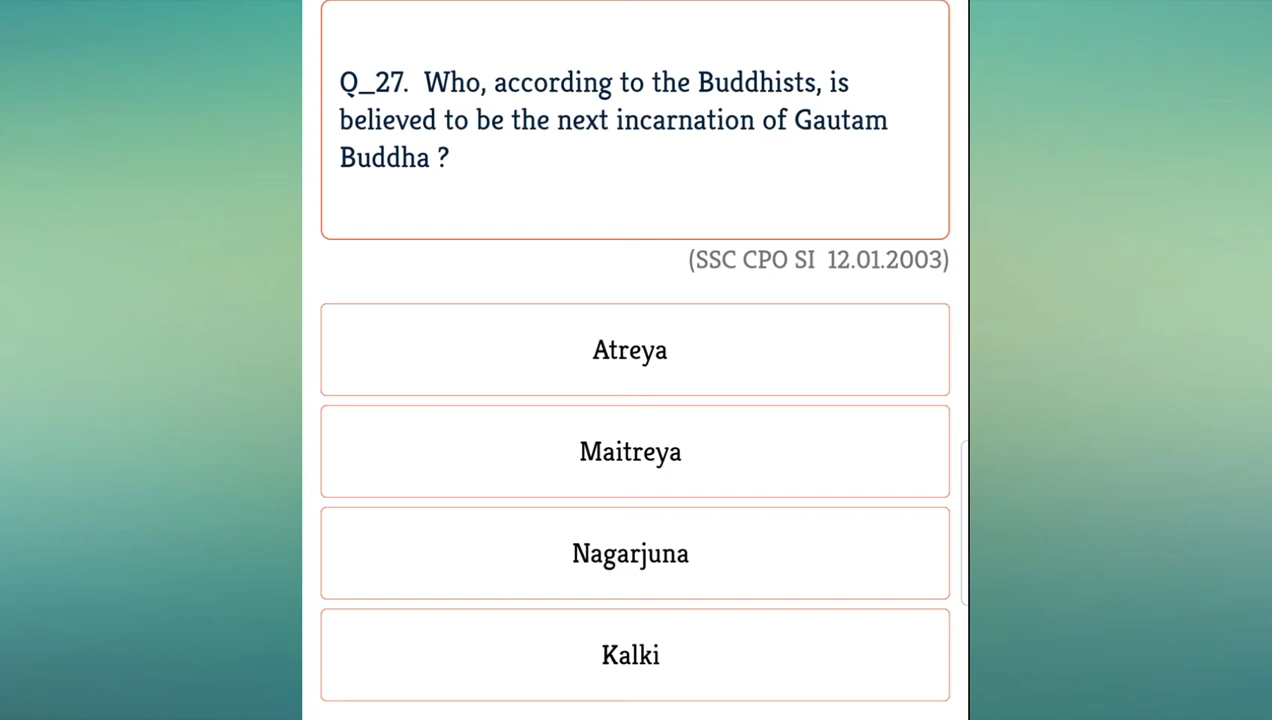 Q_27. Who, according to the Buddhists, is
believed to be the next incarnation of Gautam
Buddha ?
(SSC CPO SI 12.01.2003)
Atreya
Maitreya
Nagarjuna
Kalki